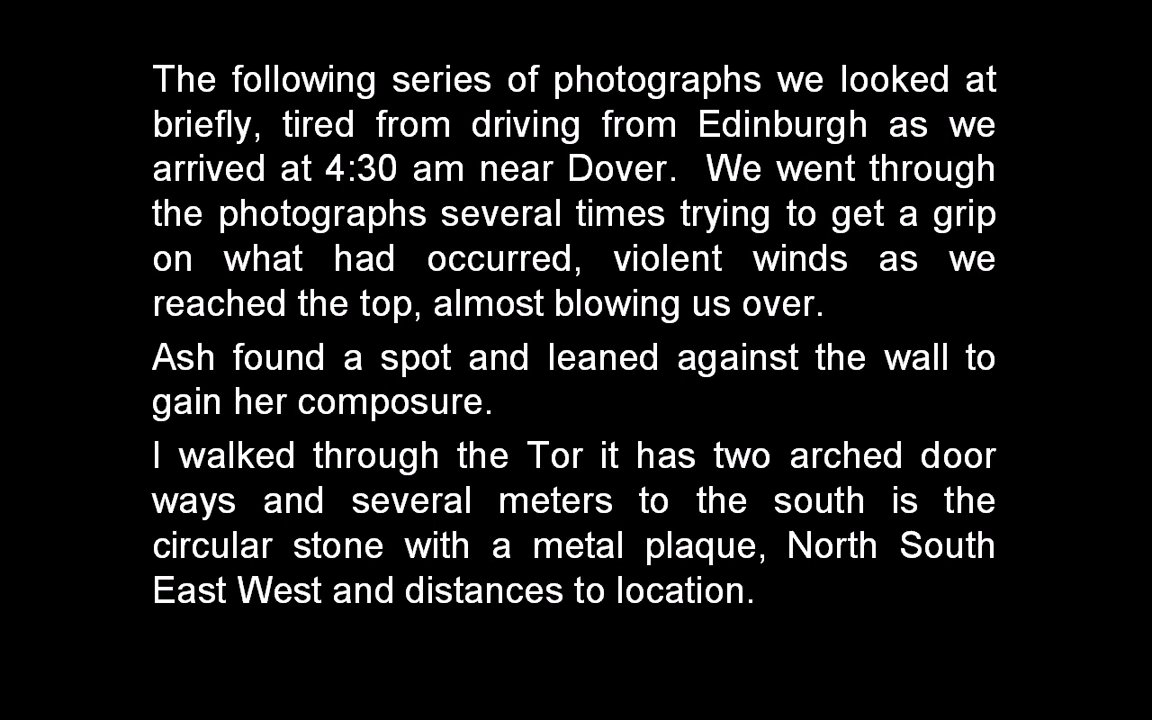 The following series of photographs we looked at
briefly, tired from driving from Edinburgh as we
arrived at 4:30 am near Dover.  We went through
the photographs several times trying to get a grip
on what had occurred, violent winds as we
reached the top, almost blowing us over.
Ash found a spot and leaned against the wall to
gain her composure.
I walked through the Tor it has two arched door
ways and several meters to the south is the
circular stone with a metal plaque, North South
East West and distances to location.